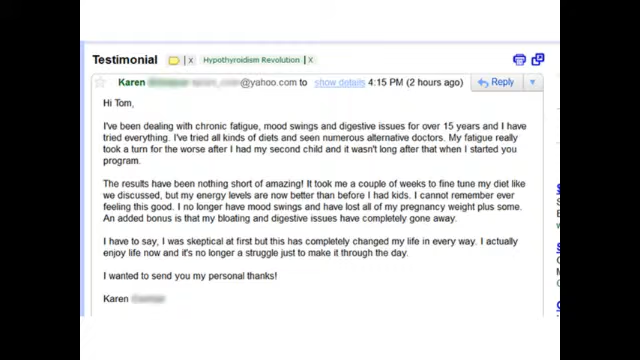 Testimonial | x Hypothyroidism Revolution | x
Karen @yahoo.com to show details 4:15 PM (2 hours ago) Reply
Hi Tom,
I've been dealing with chronic fatigue, mood swings and digestive issues for over 15 years and I have
tried everything. I've tried all kinds of diets and seen numerous alternative doctors. My fatigue really
took a turn for the worse after I had my second child and it wasn't long after that when I started you
program.
The results have been nothing short of amazing! It took me a couple of weeks to fine tune my diet like
we discussed, but my energy levels are now better than before I had kids. I cannot remember ever
feeling this good. I no longer have mood swings and have lost all of my pregnancy weight plus some.
An added bonus is that my bloating and digestive issues have completely gone away.
I have to say, I was skeptical at first but this has completely changed my life in every way. I actually
enjoy life now and it's no longer a struggle just to make it through the day.
I wanted to send you my personal thanks!
Karen